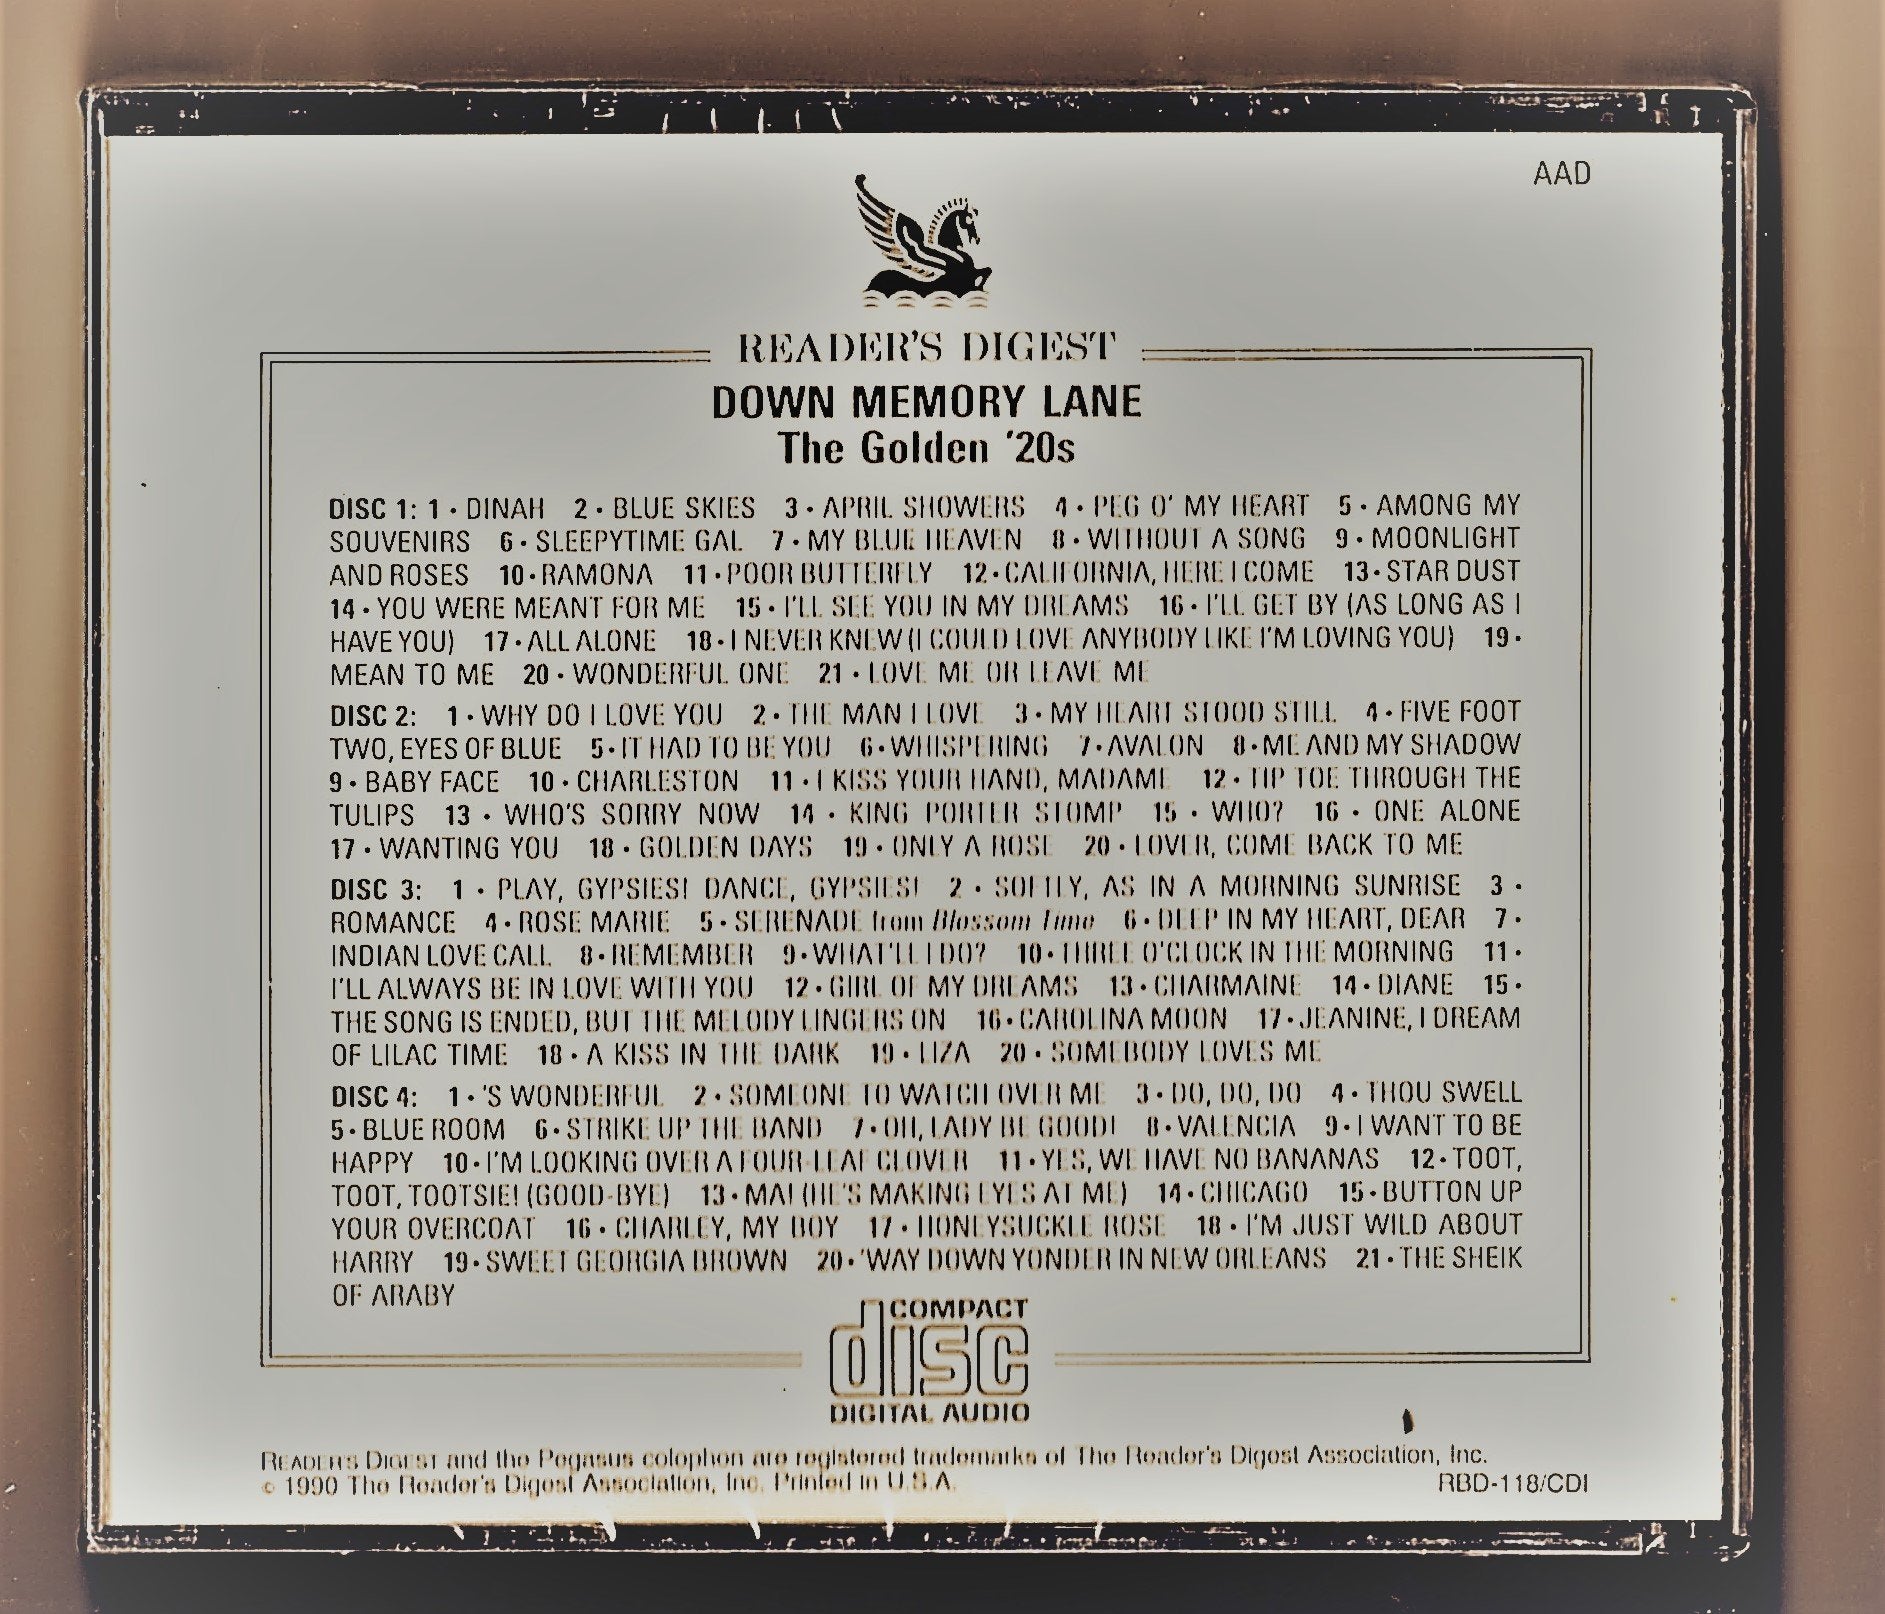 AAD
READER'S DIGEST
DOWN MEMORY LANE
The Golden '20s
DISC 1: 1 • DINAH 2 • BLUE SKIES 3 • APRIL SHOWERS 4 • PEG O' MY HEART 5 • AMONG MY
SOUVENIRS 6 • SLEEPYTIME GAL 7 • MY BLUE HEAVEN 8 • WITHOUT A SONG 9 • MOONLIGHT
AND ROSES 10 • RAMONA 11 • POOR BUTTERFLY 12 • CALIFORNIA, HERE I COME 13 • STAR DUST
14 • YOU WERE MEANT FOR ME 15 • I'LL SEE YOU IN MY DREAMS 16 • I'LL GET BY (AS LONG AS I
HAVE YOU) 17 • ALL ALONE 18 • I NEVER KNEW (I COULD LOVE ANYBODY LIKE I'M LOVING YOU) 19 •
MEAN TO ME 20 • WONDERFUL ONE 21 • LOVE ME OR LEAVE ME
DISC 2: 1 • WHY DO I LOVE YOU 2 • THE MAN I LOVE 3 • MY HEART STOOD STILL 4 • FIVE FOOT
TWO, EYES OF BLUE 5 • IT HAD TO BE YOU 6 • WHISPERING 7 • AVALON 8 • ME AND MY SHADOW
9 • BABY FACE 10 • CHARLESTON 11 • I KISS YOUR HAND, MADAME 12 • TIP TOE THROUGH THE
TULIPS 13 • WHO'S SORRY NOW 14 • KING PORTER STOMP 15 • WHO? 16 • ONE ALONE
17 • WANTING YOU 18 • GOLDEN DAYS 19 • ONLY A ROSE 20 • LOVER, COME BACK TO ME
DISC 3: 1 • PLAY, GYPSIES! DANCE, GYPSIES! 2 • SOFTLY, AS IN A MORNING SUNRISE 3 •
ROMANCE 4 • ROSE MARIE 5 • SERENADE from Blossom Time 6 • DEEP IN MY HEART, DEAR 7 •
INDIAN LOVE CALL 8 • REMEMBER 9 • WHAT'LL I DO? 10 • THREE O'CLOCK IN THE MORNING 11 •
I'LL ALWAYS BE IN LOVE WITH YOU 12 • GIRL OF MY DREAMS 13 • CHARMAINE 14 • DIANE 15 •
THE SONG IS ENDED, BUT THE MELODY LINGERS ON 16 • CAROLINA MOON 17 • JEANINE, I DREAM
OF LILAC TIME 18 • A KISS IN THE DARK 19 • LIZA 20 • SOMEBODY LOVES ME
DISC 4: 1 • 'S WONDERFUL 2 • SOMEONE TO WATCH OVER ME 3 • DO, DO, DO 4 • THOU SWELL
5 • BLUE ROOM 6 • STRIKE UP THE BAND 7 • OH, LADY BE GOOD! 8 • VALENCIA 9 • I WANT TO BE
HAPPY 10 • I'M LOOKING OVER A FOUR-LEAF CLOVER 11 • YES, WE HAVE NO BANANAS 12 • TOOT,
TOOT, TOOTSIE! (GOOD-BYE) 13 • MA! (HE'S MAKING EYES AT ME) 14 • CHICAGO 15 • BUTTON UP
YOUR OVERCOAT 16 • CHARLEY, MY BOY 17 • HONEYSUCKLE ROSE 18 • I'M JUST WILD ABOUT
HARRY 19 • SWEET GEORGIA BROWN 20 • 'WAY DOWN YONDER IN NEW ORLEANS 21 • THE SHEIK
OF ARABY
COMPACT
disc
DIGITAL AUDIO
READER'S DIGEST and the Pegasus colophon are registered trademarks of The Reader's Digest Association, Inc.
© 1990 The Reader's Digest Association, Inc. Printed in U.S.A.
RBD-118/CDI